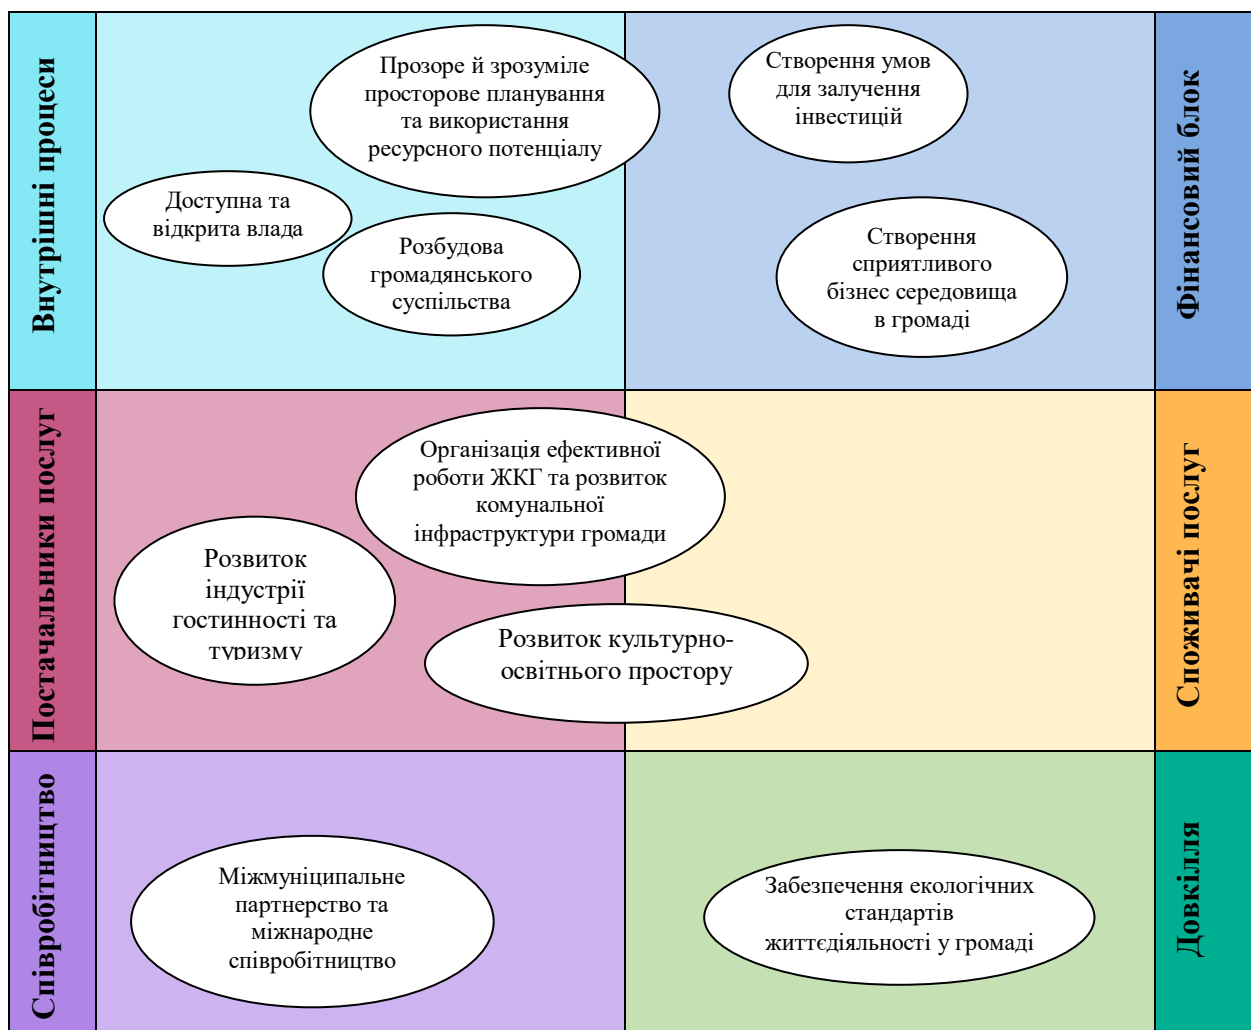 Внутрішні процеси
Прозоре й зрозуміле
просторове планування
та використання
ресурсного потенціалу
Доступна та
відкрита влада
Розбудова
громадянського
суспільства
Створення умов
для залучення
інвестицій
Створення
сприятливого
бізнес середовища
в громаді
Фінансовий блок
Постачальники послуг
Організація ефективної
роботи ЖКГ та розвиток
комунальної
інфраструктури громади
Розвиток
індустрії
гостинності та
туризму
Розвиток культурно-
освітнього простору
Споживачі послуг
Співробітництво
Міжмуніципальне
партнерство та
міжнародне
співробітництво
Забезпечення екологічних
стандартів
життєдіяльності у громаді
Довкілля